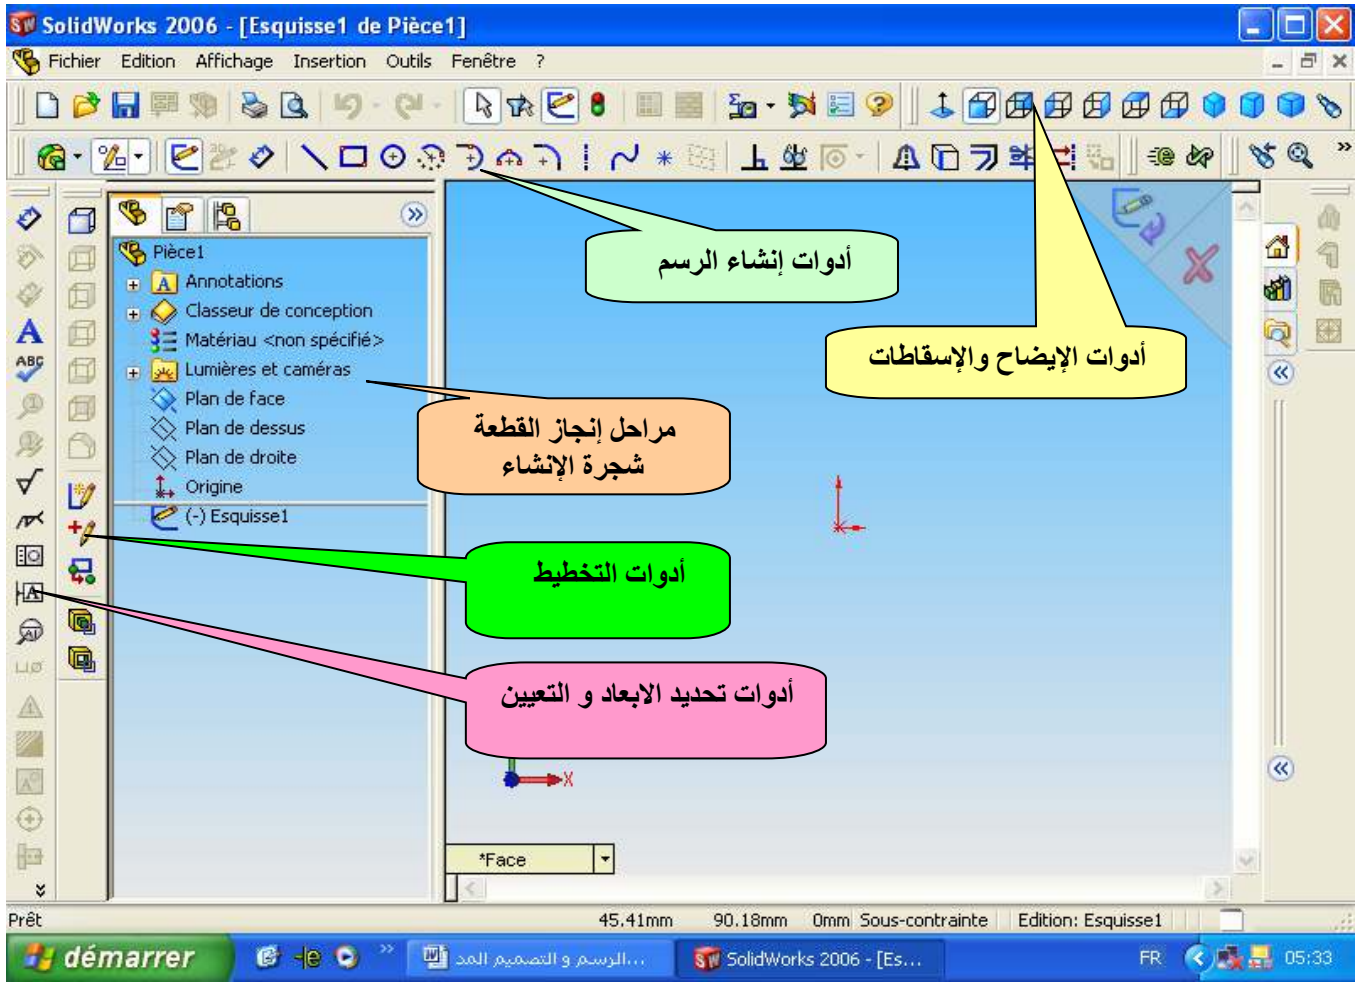 SolidWorks 2006 - [Esquisse1 de Pièce1]
Fichier Edition Affichage Insertion Outils Fenêtre ?
Pièce1
Annotations
Classeur de conception
Matériau <non spécifié>
Lumières et caméras
Plan de face
Plan de dessus
Plan de droite
Origine
(-) Esquisse1
أدوات إنشاء الرسم
أدوات الإيضاح والإسقاطات
مراحل إنجاز القطعة
شجرة الإنشاء
أدوات التخطيط
أدوات تحديد الابعاد و التعيين
X
*Face
Prêt 45.41mm 90.18mm 0mm Sous-contrainte Edition: Esquisse1
démarrer
الرسم و التصميم المد...
SolidWorks 2006 - [Es...
FR 05:33